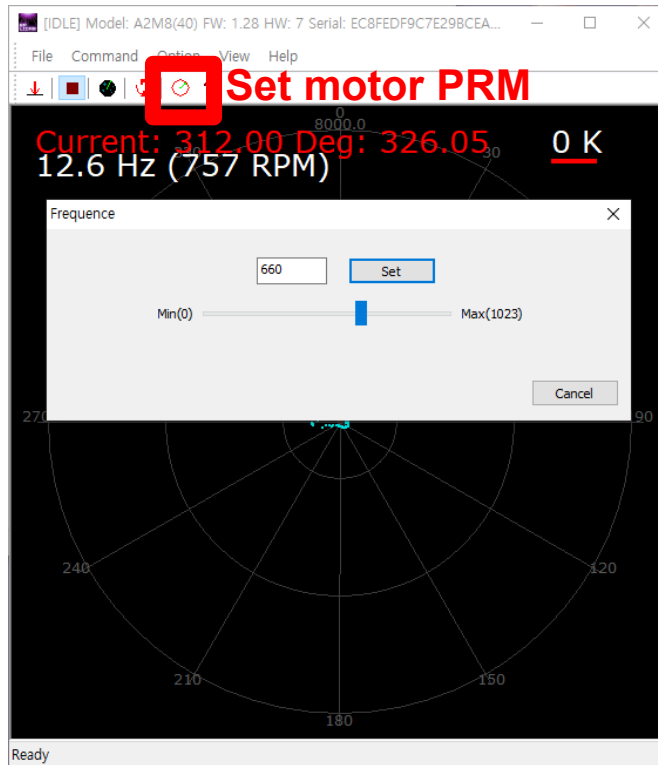 [IDLE] Model: A2M8(40) FW: 1.28 HW: 7 Serial: EC8FEDF9C7E29BCEA...
File Command Option View Help
Set motor PRM
0
8000.0
Current: 312.00 Deg: 326.05
330
30
0 K
12.6 Hz (757 RPM)
Frequence
660
Set
Min(0)
Max(1023)
Cancel
270
90
240
120
210
150
180
Ready